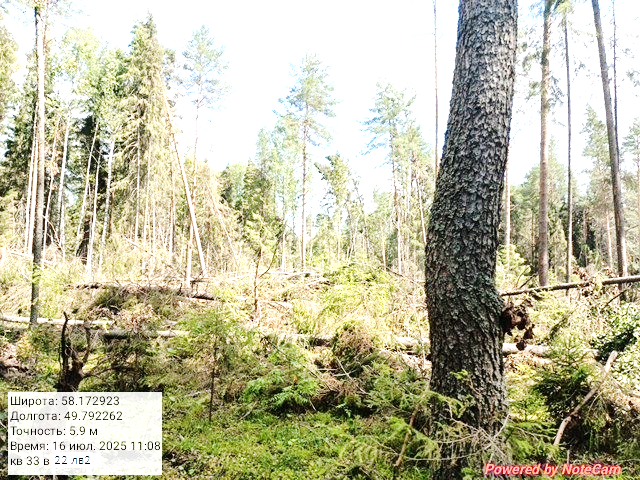 Широта: 58.172923
Долгота: 49.792262
Точность: 5.9 м
Время: 16 июл. 2025 11:08
кв 33 в 22 лв2
Powered by NoteCam